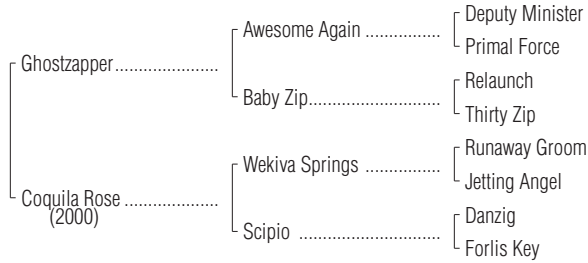 Deputy Minister
Awesome Again ..................
Primal Force
Ghostzapper.........................
Relaunch
Baby Zip................................
Thirty Zip
Runaway Groom
Wekiva Springs ..................
Jetting Angel
Coquila Rose .......................
(2000)
Danzig
Scipio ...................................
Forlis Key